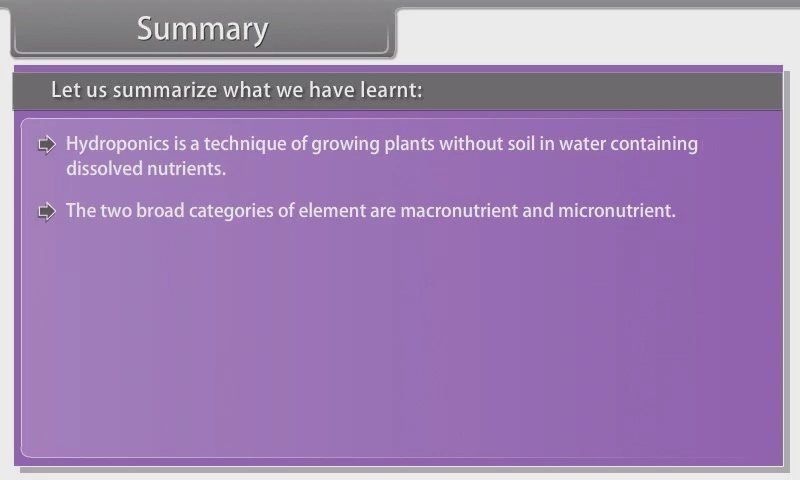 Summary
Let us summarize what we have learnt:
Hydroponics is a technique of growing plants without soil in water containing
dissolved nutrients.
The two broad categories of element are macronutrient and micronutrient.